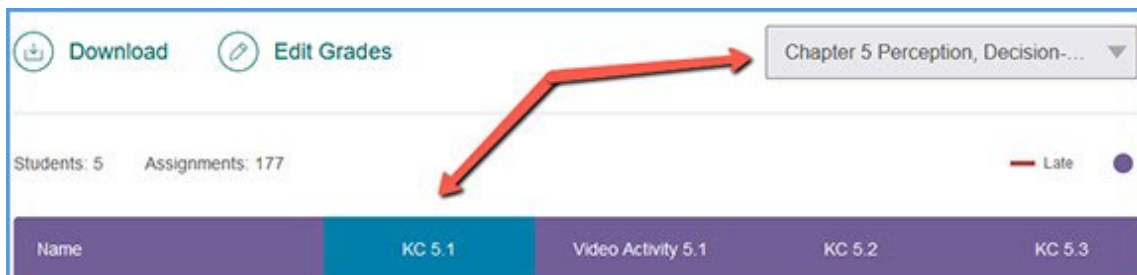 Download Edit Grades Chapter 5 Perception, Decision-...
Students: 5 Assignments: 177 Late
Name KC 5.1 Video Activity 5.1 KC 5.2 KC 5.3